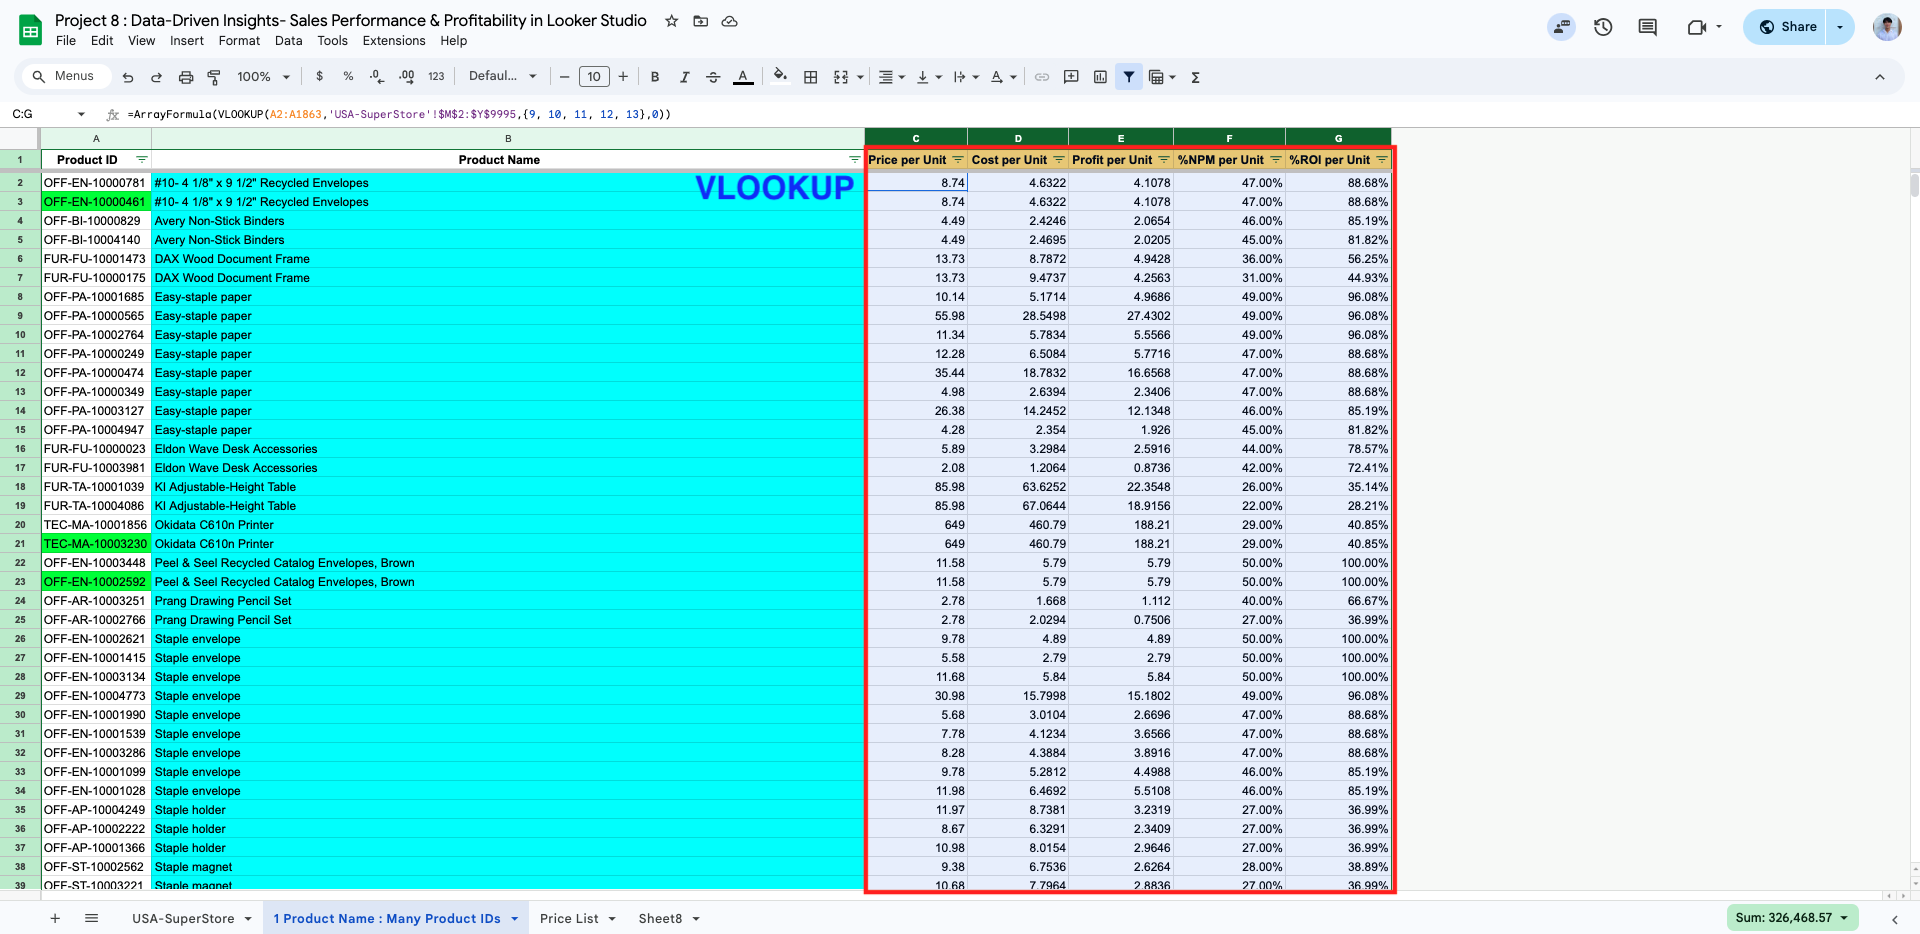 Project 8 : Data-Driven Insights- Sales Performance & Profitability in Looker Studio
File Edit View Insert Format Data Tools Extensions Help
Share
Menus 100% $ % .0 .00 123 Defaul... − 10 + B I S A Σ
C:G fx =ArrayFormula(VLOOKUP(A2:A1863,'USA-SuperStore'!$M$2:$Y$9995,{9, 10, 11, 12, 13},0))
A B C D E F G
1 Product ID Product Name Price per Unit Cost per Unit Profit per Unit %NPM per Unit %ROI per Unit
VLOOKUP
2 OFF-EN-10000781 #10- 4 1/8" x 9 1/2" Recycled Envelopes 8.74 4.6322 4.1078 47.00% 88.68%
3 OFF-EN-10000461 #10- 4 1/8" x 9 1/2" Recycled Envelopes 8.74 4.6322 4.1078 47.00% 88.68%
4 OFF-BI-10000829 Avery Non-Stick Binders 4.49 2.4246 2.0654 46.00% 85.19%
5 OFF-BI-10004140 Avery Non-Stick Binders 4.49 2.4695 2.0205 45.00% 81.82%
6 FUR-FU-10001473 DAX Wood Document Frame 13.73 8.7872 4.9428 36.00% 56.25%
7 FUR-FU-10000175 DAX Wood Document Frame 13.73 9.4737 4.2563 31.00% 44.93%
8 OFF-PA-10001685 Easy-staple paper 10.14 5.1714 4.9686 49.00% 96.08%
9 OFF-PA-10000565 Easy-staple paper 55.98 28.5498 27.4302 49.00% 96.08%
10 OFF-PA-10002764 Easy-staple paper 11.34 5.7834 5.5566 49.00% 96.08%
11 OFF-PA-10000249 Easy-staple paper 12.28 6.5084 5.7716 47.00% 88.68%
12 OFF-PA-10000474 Easy-staple paper 35.44 18.7832 16.6568 47.00% 88.68%
13 OFF-PA-10000349 Easy-staple paper 4.98 2.6394 2.3406 47.00% 88.68%
14 OFF-PA-10003127 Easy-staple paper 26.38 14.2452 12.1348 46.00% 85.19%
15 OFF-PA-10004947 Easy-staple paper 4.28 2.354 1.926 45.00% 81.82%
16 FUR-FU-10000023 Eldon Wave Desk Accessories 5.89 3.2984 2.5916 44.00% 78.57%
17 FUR-FU-10003981 Eldon Wave Desk Accessories 2.08 1.2064 0.8736 42.00% 72.41%
18 FUR-TA-10001039 KI Adjustable-Height Table 85.98 63.6252 22.3548 26.00% 35.14%
19 FUR-TA-10004086 KI Adjustable-Height Table 85.98 67.0644 18.9156 22.00% 28.21%
20 TEC-MA-10001856 Okidata C610n Printer 649 460.79 188.21 29.00% 40.85%
21 TEC-MA-10003230 Okidata C610n Printer 649 460.79 188.21 29.00% 40.85%
22 OFF-EN-10003448 Peel & Seel Recycled Catalog Envelopes, Brown 11.58 5.79 5.79 50.00% 100.00%
23 OFF-EN-10002592 Peel & Seel Recycled Catalog Envelopes, Brown 11.58 5.79 5.79 50.00% 100.00%
24 OFF-AR-10003251 Prang Drawing Pencil Set 2.78 1.668 1.112 40.00% 66.67%
25 OFF-AR-10002766 Prang Drawing Pencil Set 2.78 2.0294 0.7506 27.00% 36.99%
26 OFF-EN-10002621 Staple envelope 9.78 4.89 4.89 50.00% 100.00%
27 OFF-EN-10001415 Staple envelope 5.58 2.79 2.79 50.00% 100.00%
28 OFF-EN-10003134 Staple envelope 11.68 5.84 5.84 50.00% 100.00%
29 OFF-EN-10004773 Staple envelope 30.98 15.7998 15.1802 49.00% 96.08%
30 OFF-EN-10001990 Staple envelope 5.68 3.0104 2.6696 47.00% 88.68%
31 OFF-EN-10001539 Staple envelope 7.78 4.1234 3.6566 47.00% 88.68%
32 OFF-EN-10003286 Staple envelope 8.28 4.3884 3.8916 47.00% 88.68%
33 OFF-EN-10001099 Staple envelope 9.78 5.2812 4.4988 46.00% 85.19%
34 OFF-EN-10001028 Staple envelope 11.98 6.4692 5.5108 46.00% 85.19%
35 OFF-AP-10004249 Staple holder 11.97 8.7381 3.2319 27.00% 36.99%
36 OFF-AP-10002222 Staple holder 8.67 6.3291 2.3409 27.00% 36.99%
37 OFF-AP-10001366 Staple holder 10.98 8.0154 2.9646 27.00% 36.99%
38 OFF-ST-10002562 Staple magnet 9.38 6.7536 2.6264 28.00% 38.89%
39 OFF-ST-10003221 Staple magnet 10.68 7.7964 2.8836 27.00% 36.99%
+ USA-SuperStore 1 Product Name : Many Product IDs Price List Sheet8 Sum: 326,468.57